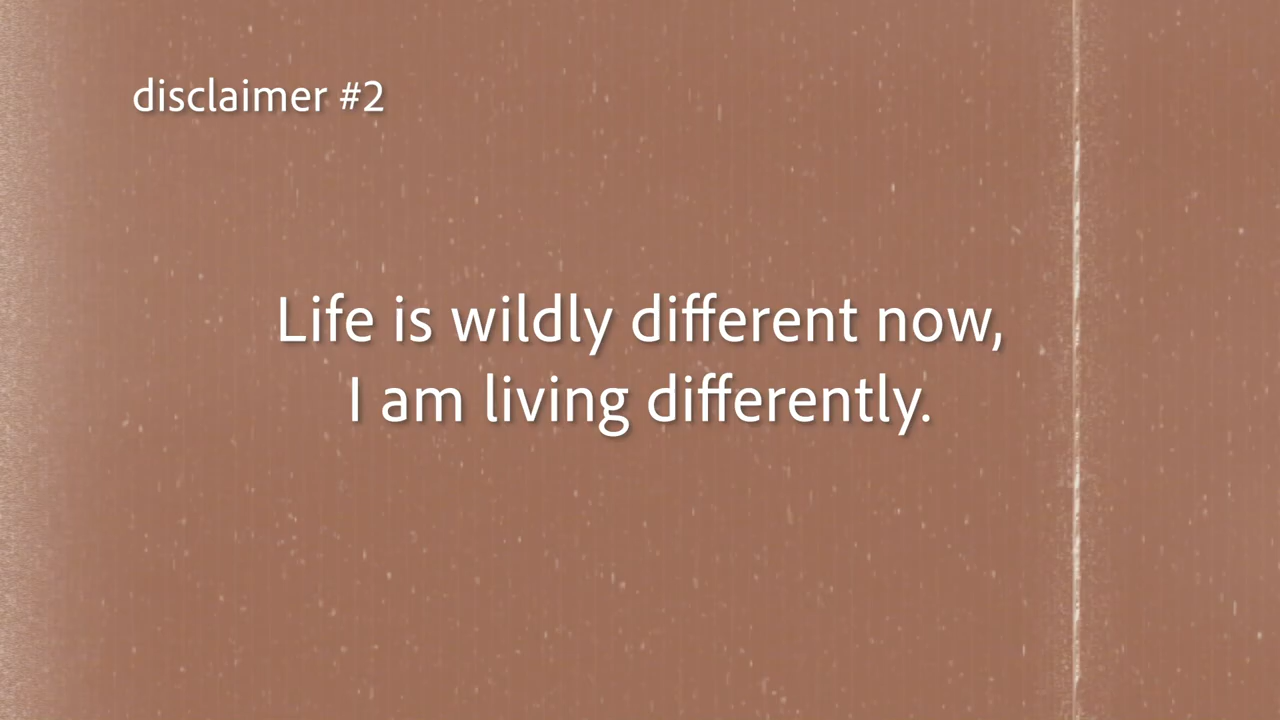 disclaimer #2
Life is wildly different now,
I am living differently.